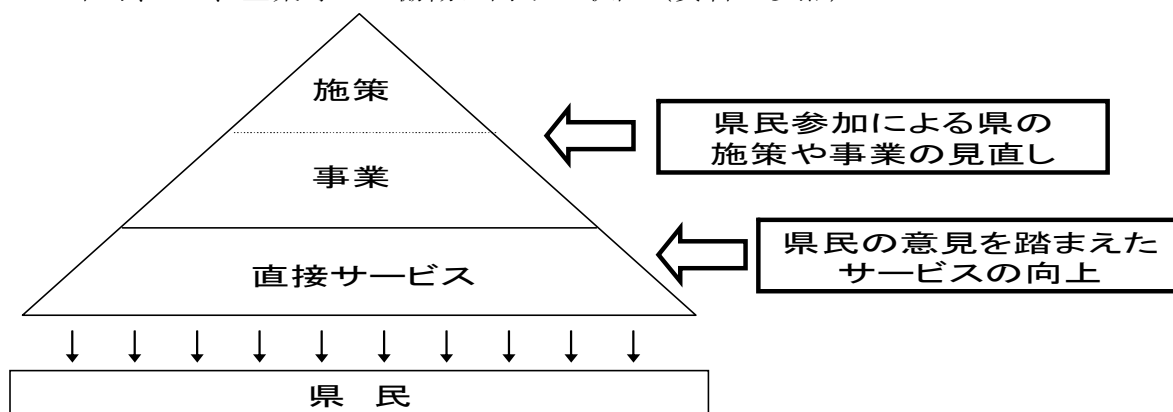 施策
県民参加による県の
施策や事業の見直し
事業
県民の意見を踏まえた
サービスの向上
直接サービス
県 民